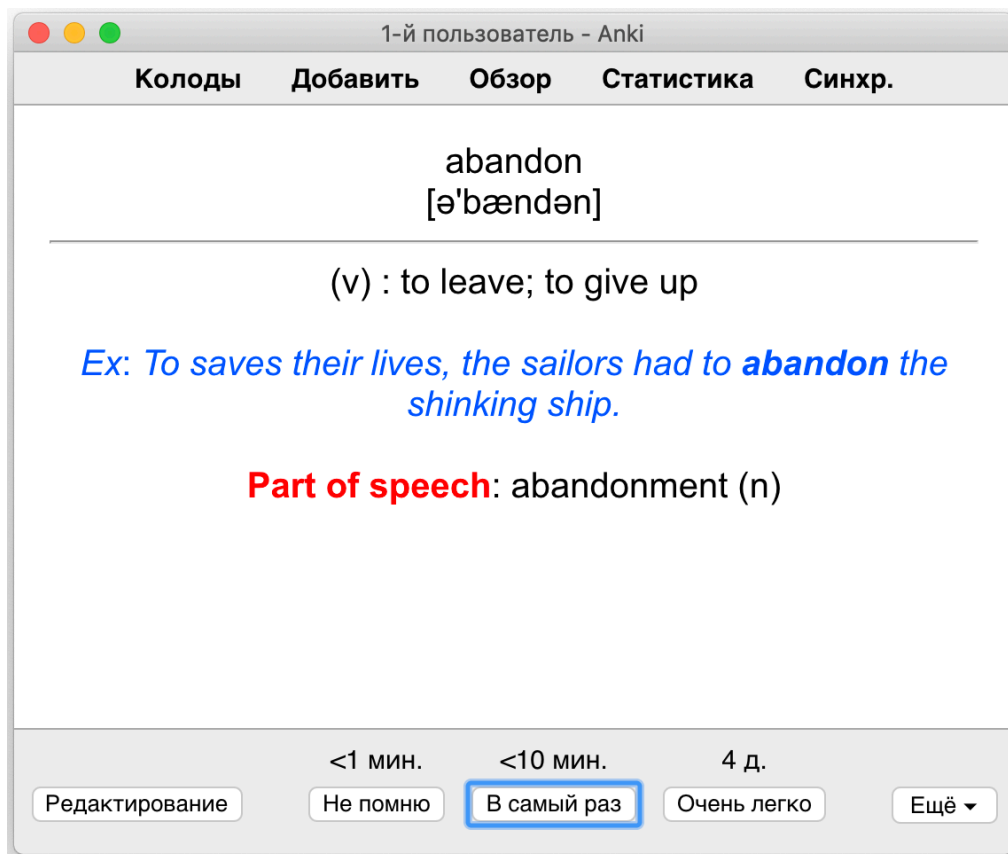 1-й пользователь - Anki
Колоды Добавить Обзор Статистика Синхр.
abandon
[ə'bændən]
(v) : to leave; to give up
Ex: To saves their lives, the sailors had to abandon the
shinking ship.
Part of speech: abandonment (n)
<1 мин. <10 мин. 4 д.
Редактирование Не помню В самый раз Очень легко Ещё ▾